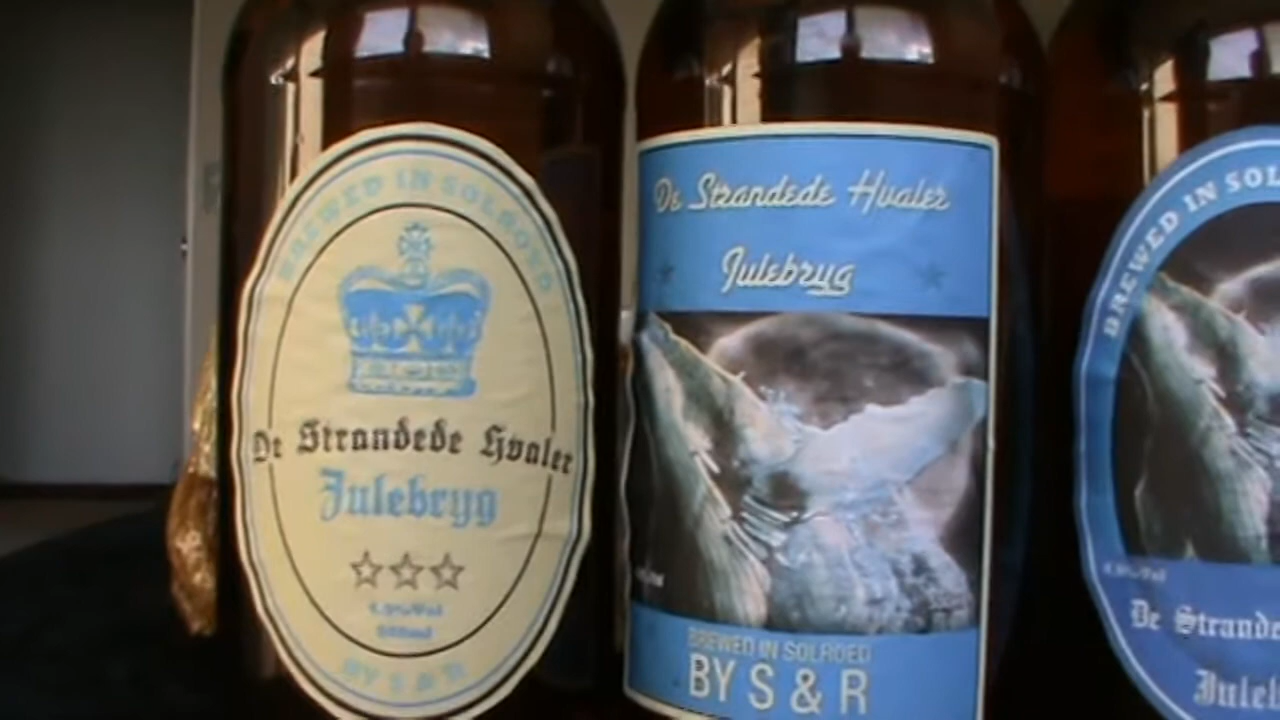 BREWED IN SOLROED
De Strandede Hvaler
Julebryg
500ml
BY S & R
De Strandede Hvaler
Julebryg
BREWED IN SOLROED
BY S & R
BREWED IN SOL
De Strande
Jule